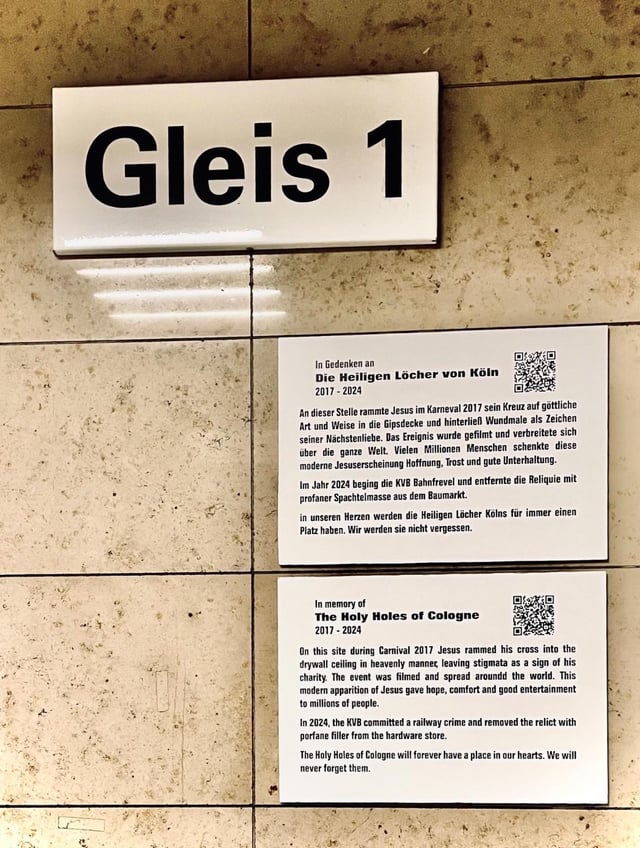 Gleis 1
In Gedenken an
Die Heiligen Löcher von Köln
2017 - 2024
An dieser Stelle rammte Jesus im Karneval 2017 sein Kreuz auf göttliche
Art und Weise in die Gipsdecke und hinterließ Wundmale als Zeichen
seiner Nächstenliebe. Das Ereignis wurde gefilmt und verbreitete sich
über die ganze Welt. Vielen Millionen Menschen schenkte diese
moderne Jesuserscheinung Hoffnung, Trost und gute Unterhaltung.
Im Jahr 2024 beging die KVB Bahnfrevel und entfernte die Reliquie mit
profaner Spachtelmasse aus dem Baumarkt.
in unseren Herzen werden die Heiligen Löcher Kölns für immer einen
Platz haben. Wir werden sie nicht vergessen.
In memory of
The Holy Holes of Cologne
2017 - 2024
On this site during Carnival 2017 Jesus rammed his cross into the
drywall ceiling in heavenly manner, leaving stigmata as a sign of his
charity. The event was filmed and spread aroundd the world. This
modern apparition of Jesus gave hope, comfort and good entertainment
to millions of people.
In 2024, the KVB committed a railway crime and removed the relict with
porfane filler from the hardware store.
The Holy Holes of Cologne will forever have a place in our hearts. We will
never forget them.